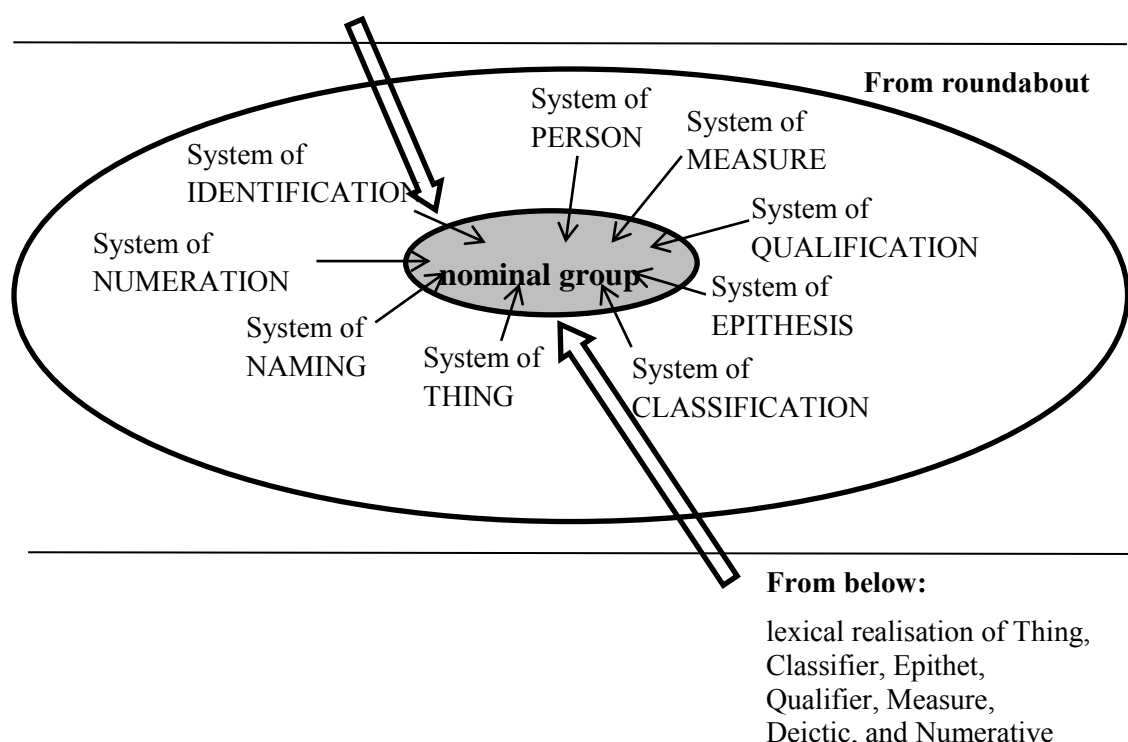 From roundabout
System of
PERSON
System of
MEASURE
System of
IDENTIFICATION
System of
QUALIFICATION
System of
NUMERATION
nominal group
System of
EPITHESIS
System of
NAMING
System of
THING
System of
CLASSIFICATION
From below:
lexical realisation of Thing,
Classifier, Epithet,
Qualifier, Measure,
Deictic, and Numerative